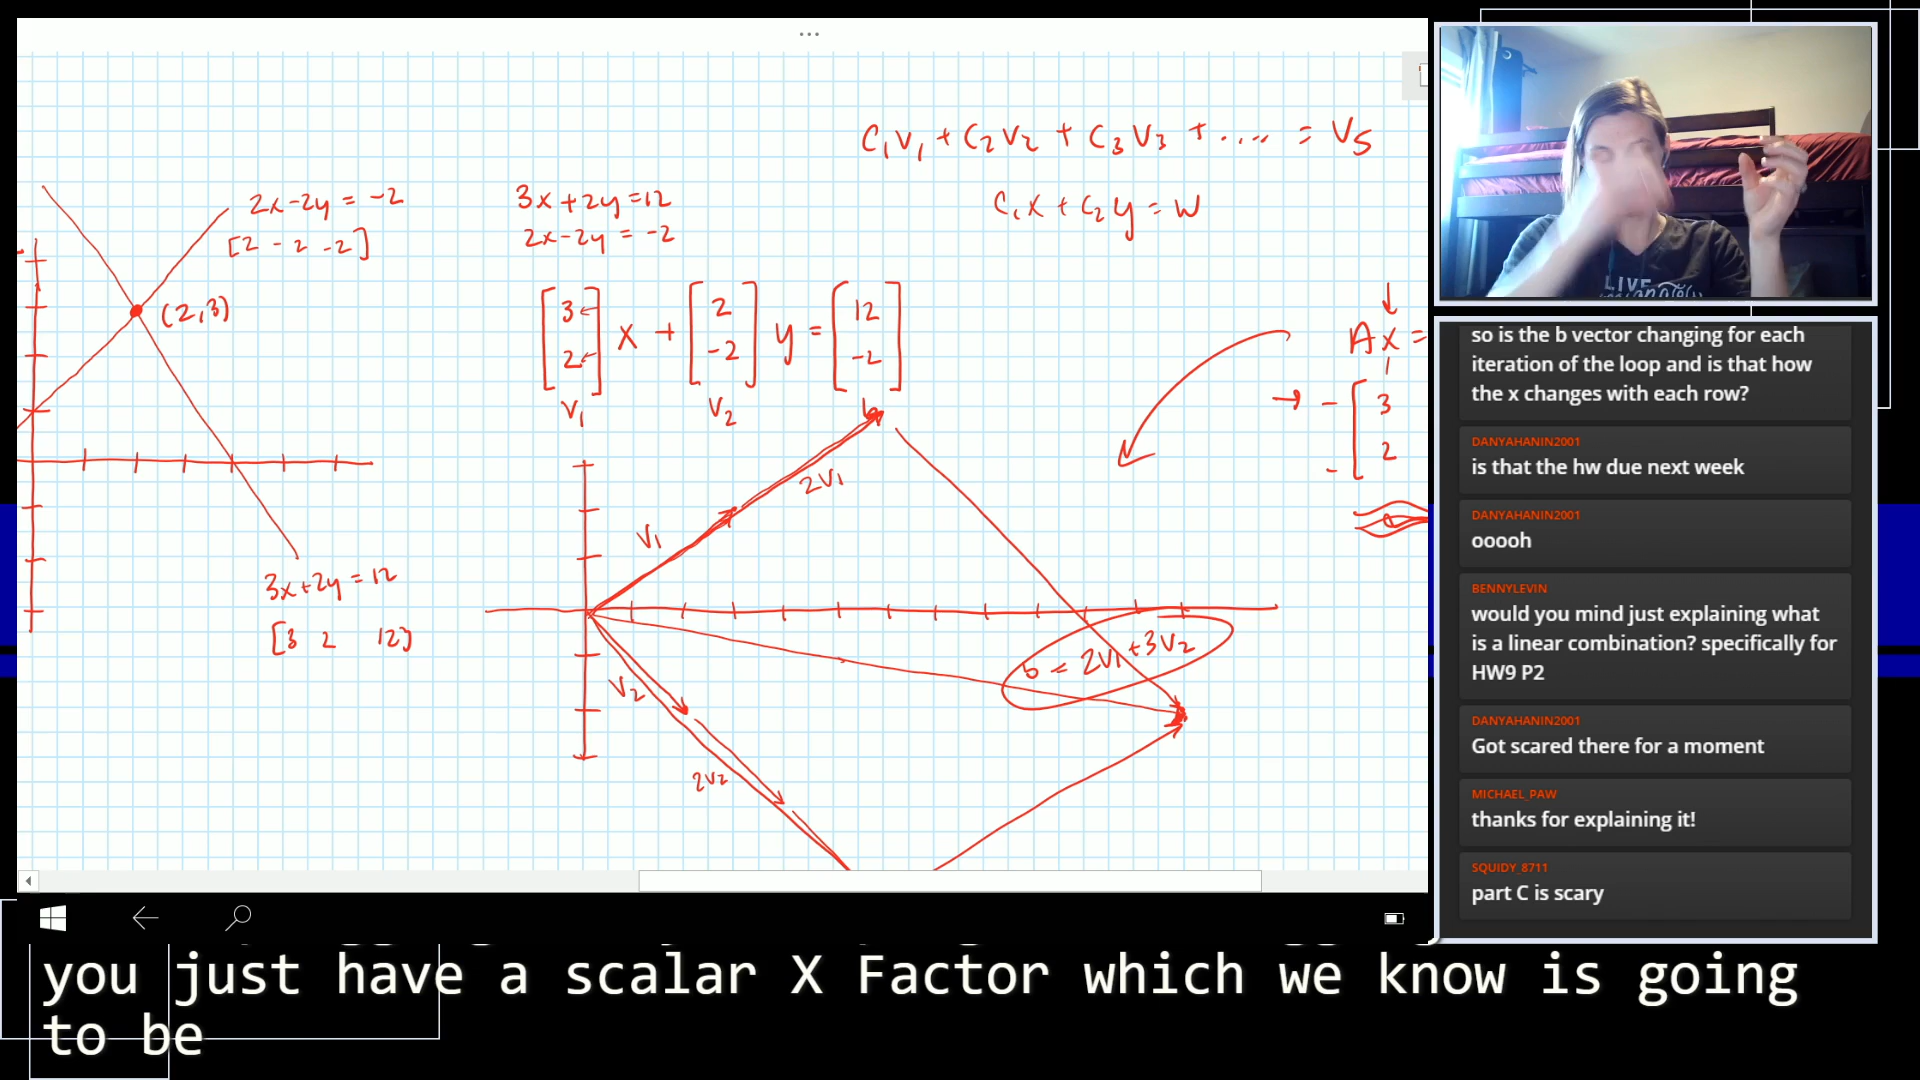 C₁V₁ + C₂V₂ + C₃V₃ + .... = V₅
C₁X + C₂Y = W
2x-2y = -2
[2 -2 -2]
(2,3)
3x+2y=12
[3 2 12]
3x+2y=12
2x-2y = -2
[3 2] x + [2 -2] y = [12 -2]
V₁ V₂ b
V₁
2V₁
V₂
2V₂
b = 2V₁+3V₂
Ax =
3
2
LIVE
so is the b vector changing for each
iteration of the loop and is that how
the x changes with each row?
DANYAHANIN2001
is that the hw due next week
DANYAHANIN2001
ooooh
BENNYLEVIN
would you mind just explaining what
is a linear combination? specifically for
HW9 P2
DANYAHANIN2001
Got scared there for a moment
MICHAEL_PAW
thanks for explaining it!
SQUIDY_8711
part C is scary
you just have a scalar X Factor which we know is going
to be